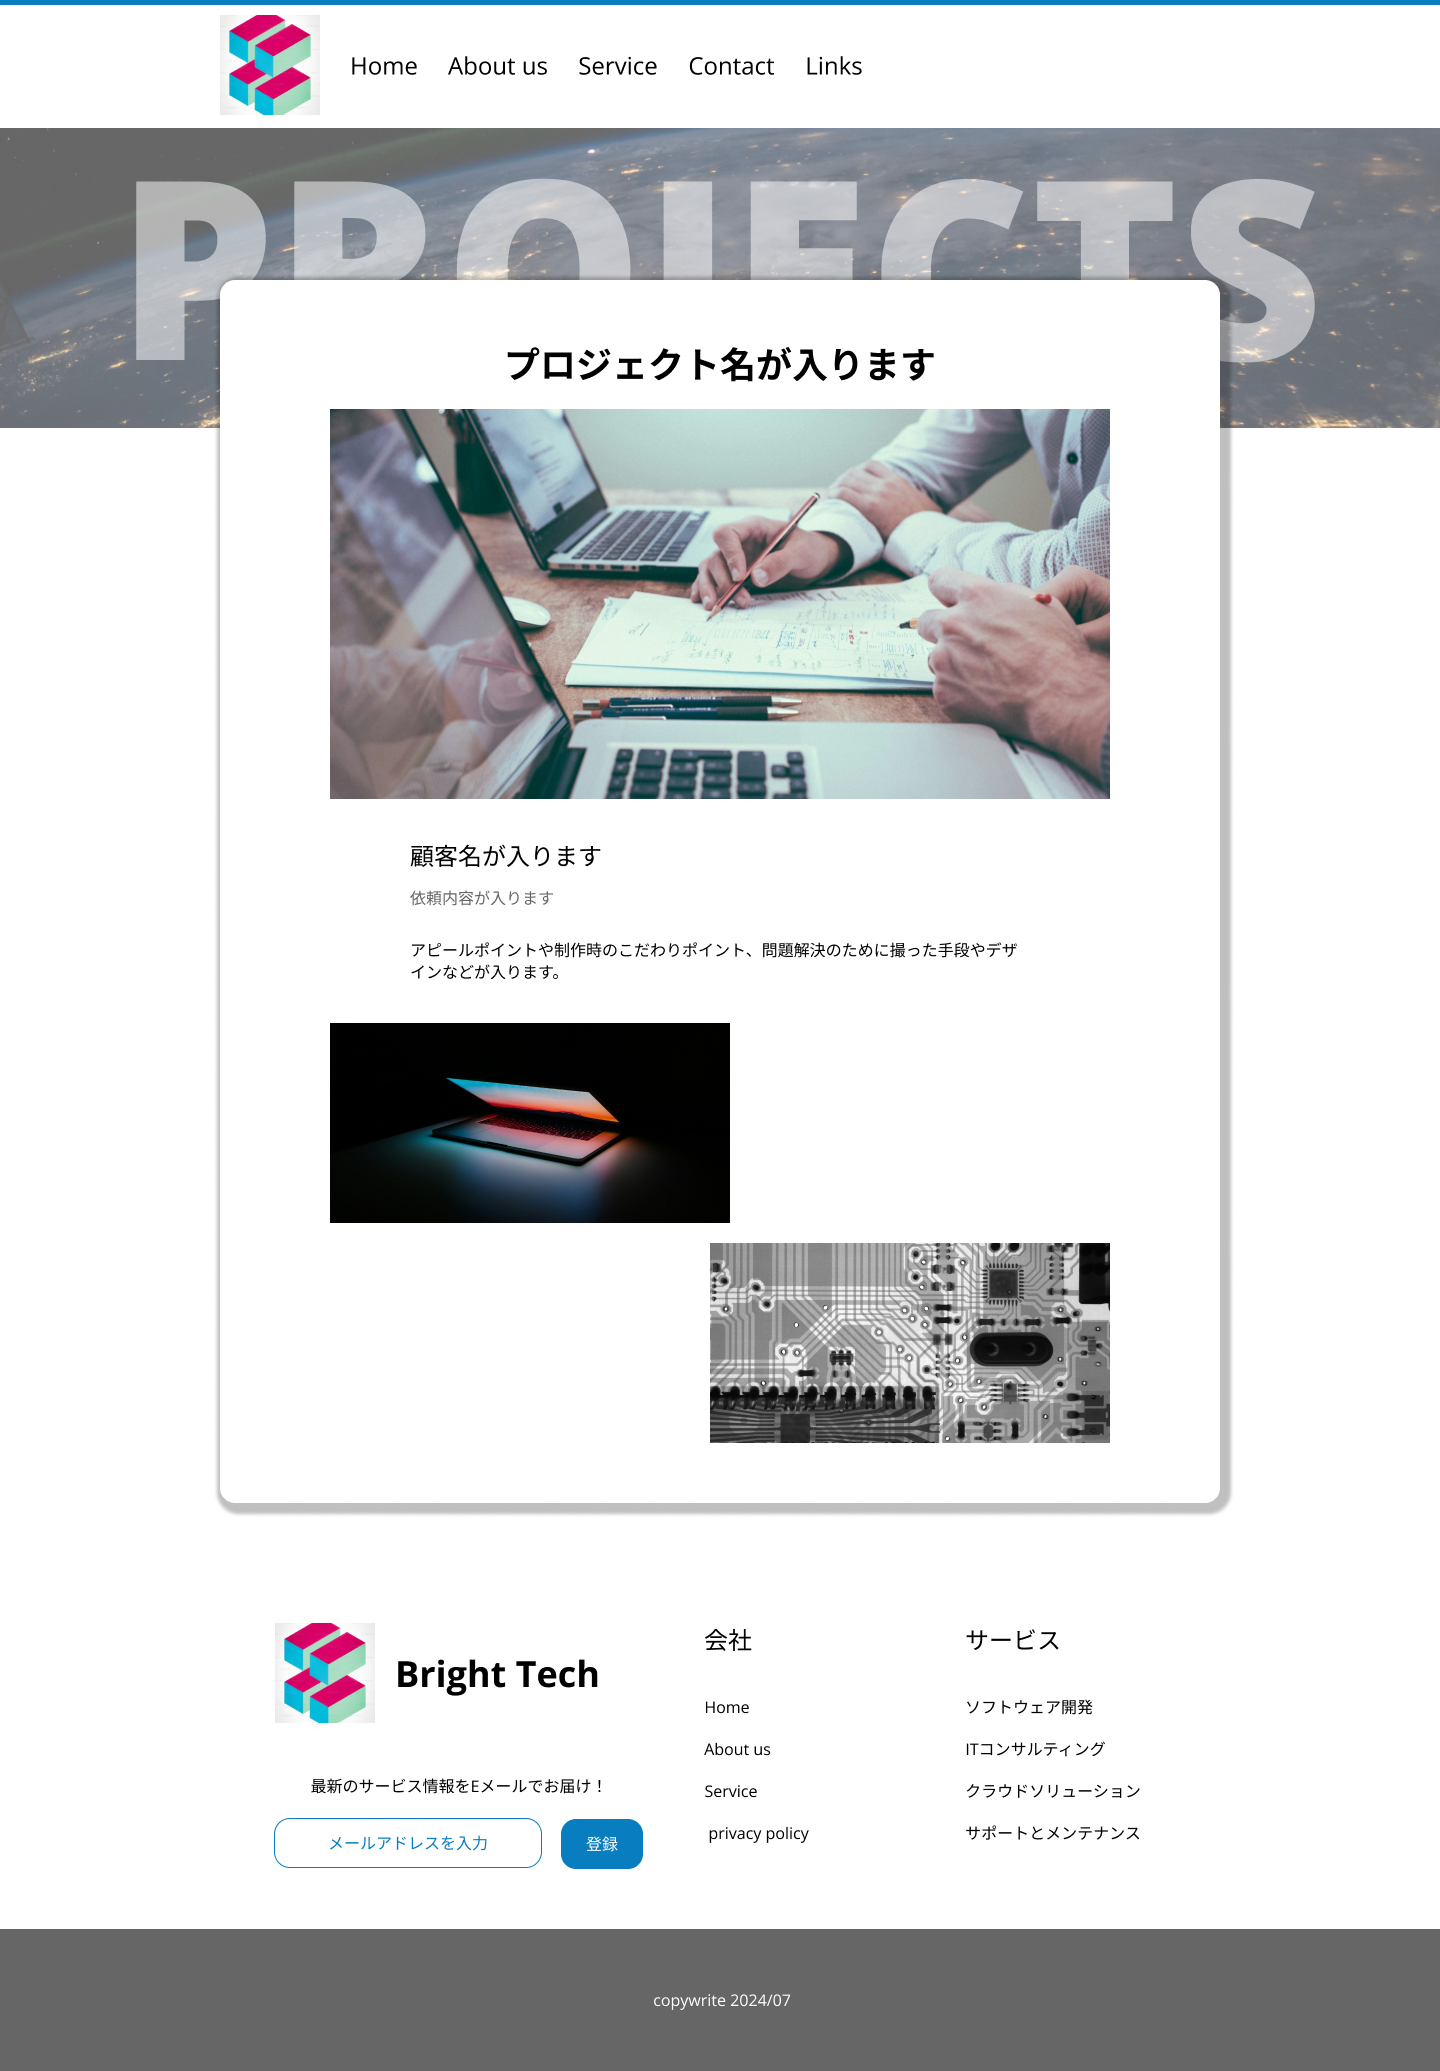 Home About us Service Contact Links
PROJECTS
プロジェクト名が入ります
顧客名が入ります
依頼内容が入ります
アピールポイントや制作時のこだわりポイント、問題解決のために撮った手段やデザ
インなどが入ります。
Bright Tech
最新のサービス情報をEメールでお届け！
メールアドレスを入力
登録
会社
Home
About us
Service
privacy policy
サービス
ソフトウェア開発
ITコンサルティング
クラウドソリューション
サポートとメンテナンス
copywrite 2024/07